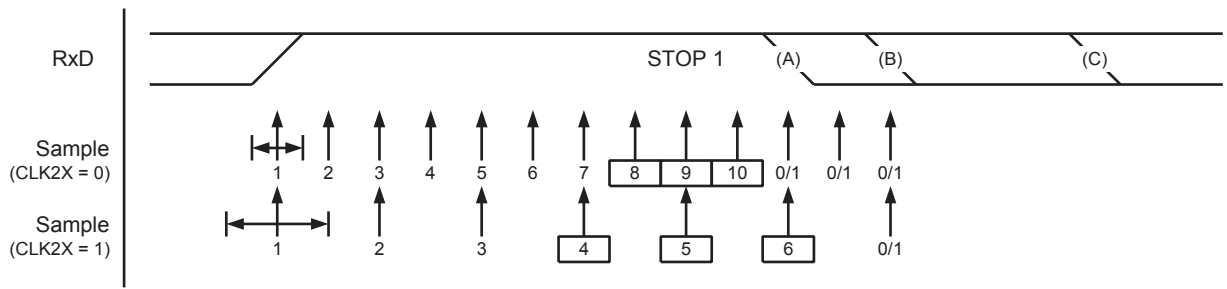 RxD STOP 1 (A) (B) (C)
Sample
(CLK2X = 0)
1 2 3 4 5 6 7 8 9 10 0/1 0/1 0/1
Sample
(CLK2X = 1)
1 2 3 4 5 6 0/1